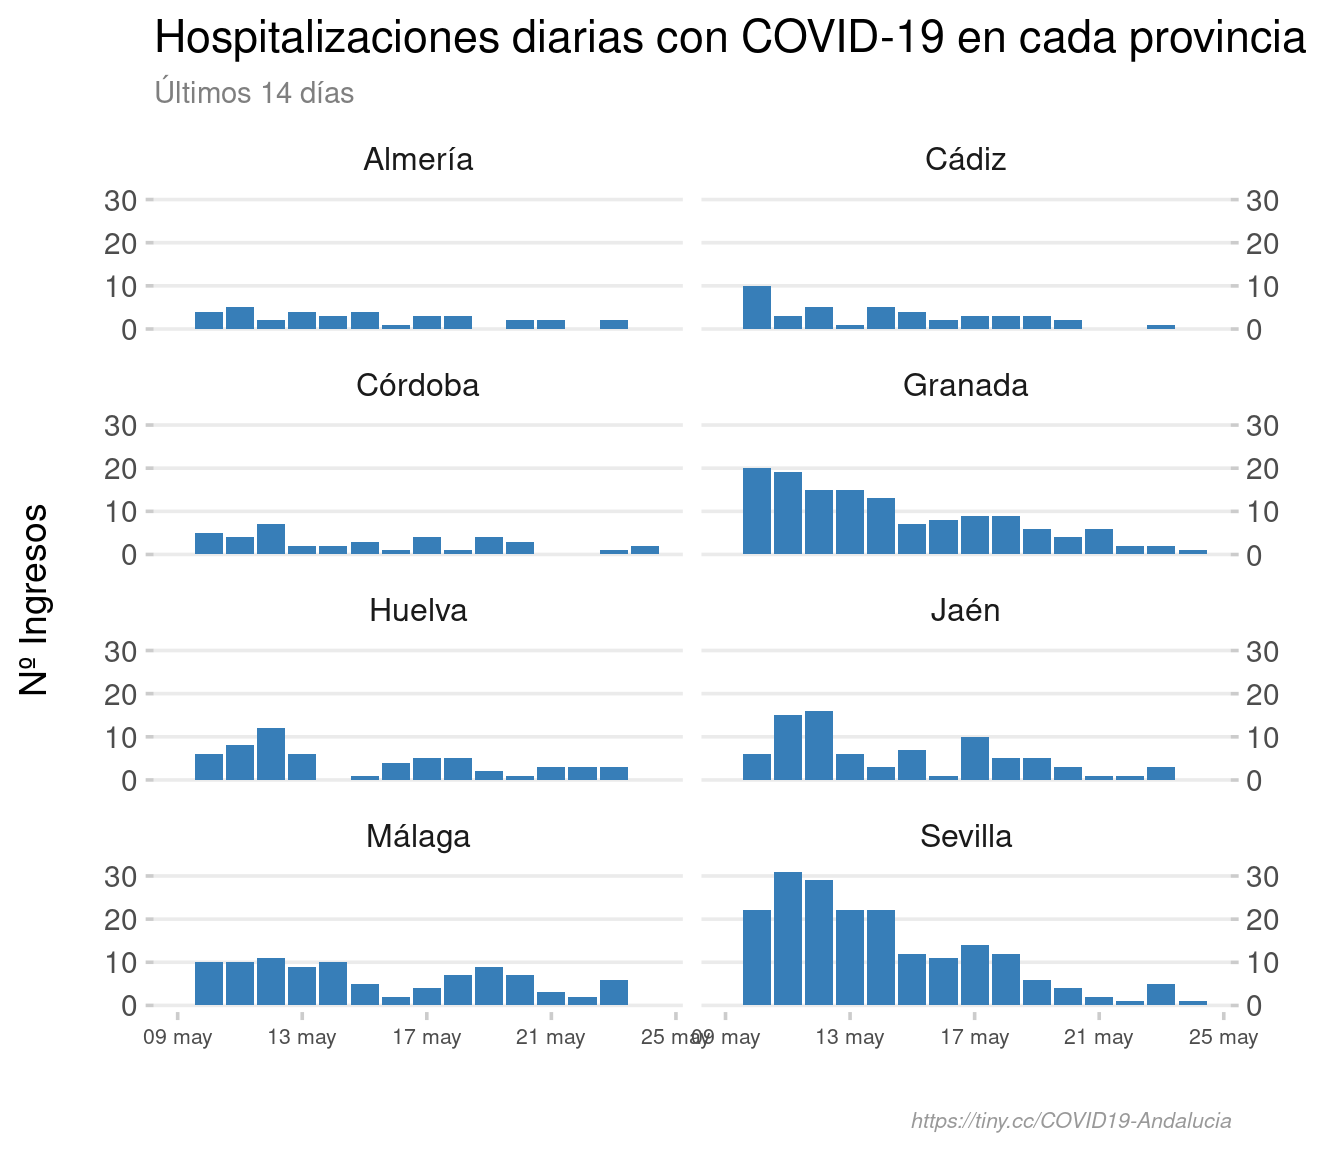 Hospitalizaciones diarias con COVID-19 en cada provincia
Últimos 14 días
Almería
Cádiz
30
20
10
0
30
20
10
0
Córdoba
Granada
30
20
10
0
30
20
10
0
Nº Ingresos
Huelva
Jaén
30
20
10
0
30
20
10
0
Málaga
Sevilla
30
20
10
0
30
20
10
0
09 may 13 may 17 may 21 may 25 may
09 may 13 may 17 may 21 may 25 may
https://tiny.cc/COVID19-Andalucia